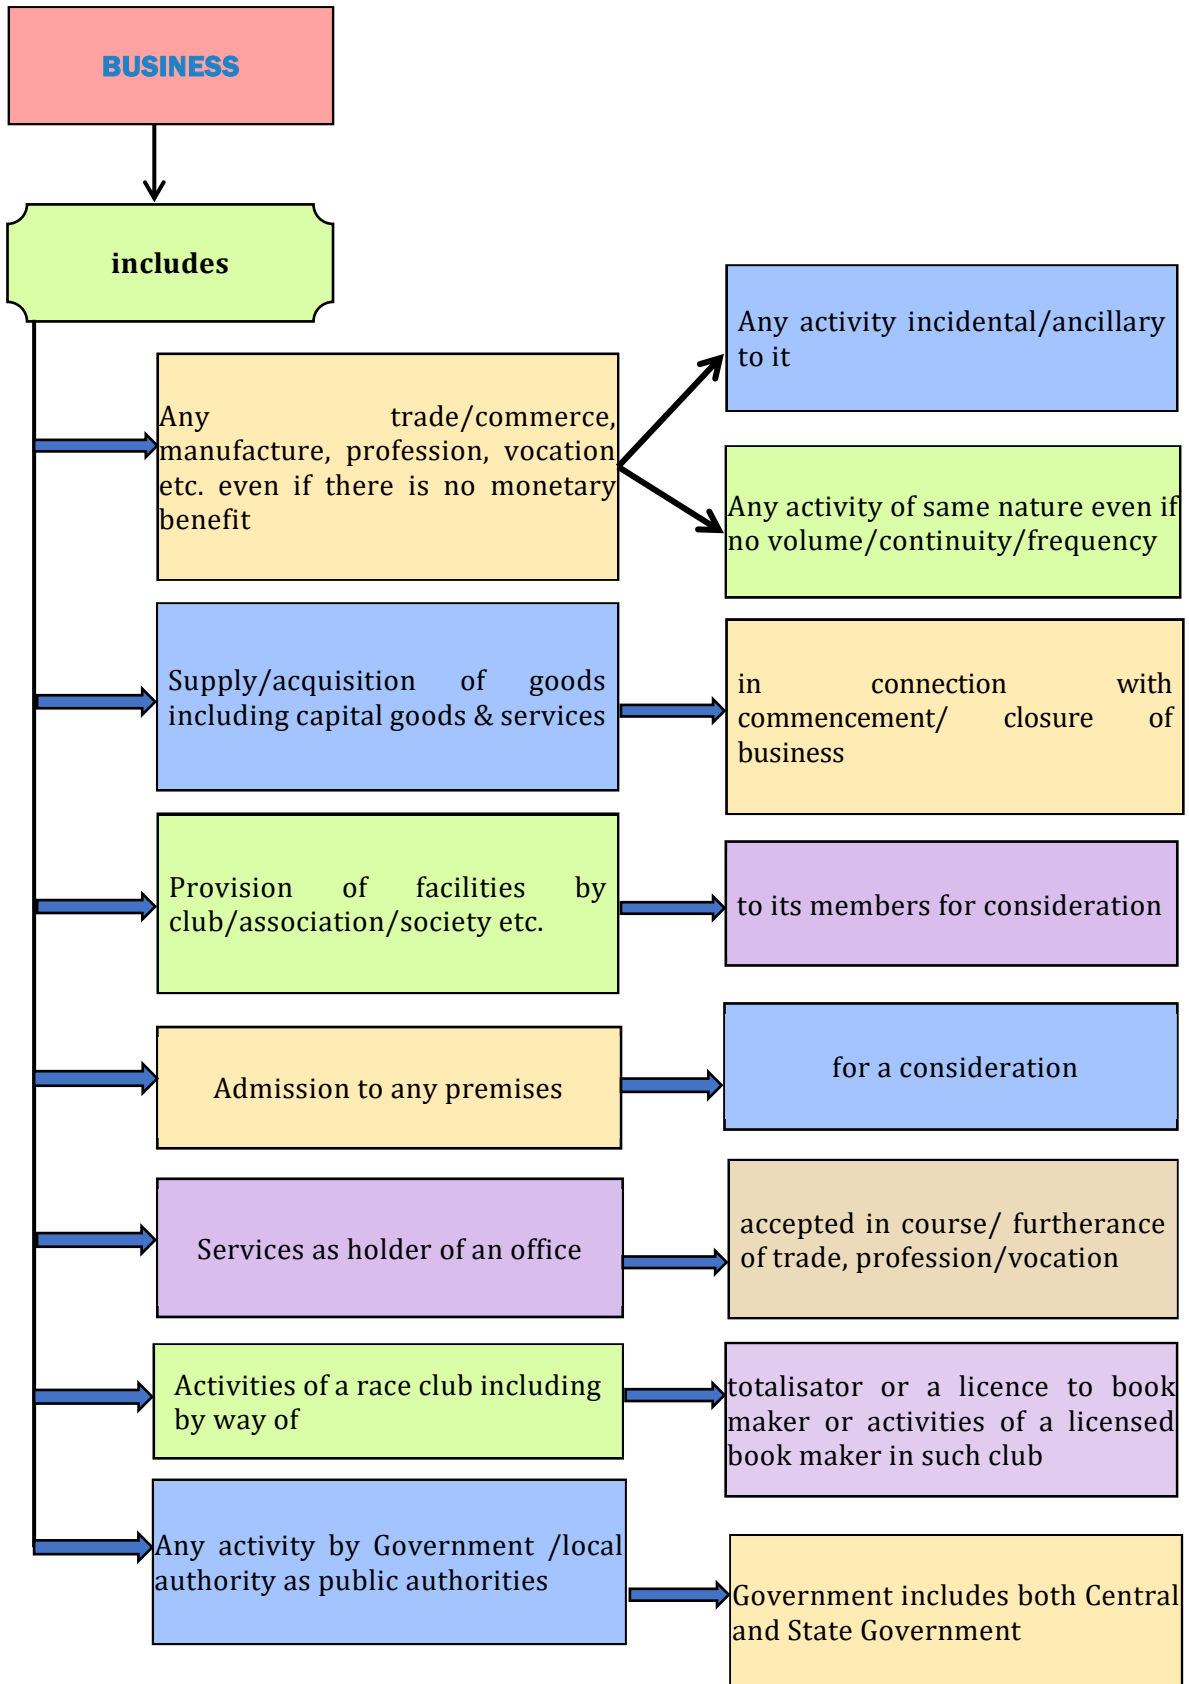 BUSINESS
includes
Any trade/commerce,
manufacture, profession, vocation
etc. even if there is no monetary
benefit
Any activity incidental/ancillary
to it
Any activity of same nature even if
no volume/continuity/frequency
Supply/acquisition of goods
including capital goods & services
in connection with
commencement/ closure of
business
Provision of facilities by
club/association/society etc.
to its members for consideration
Admission to any premises
for a consideration
Services as holder of an office
accepted in course/ furtherance
of trade, profession/vocation
Activities of a race club including
by way of
totalisator or a licence to book
maker or activities of a licensed
book maker in such club
Any activity by Government /local
authority as public authorities
Government includes both Central
and State Government